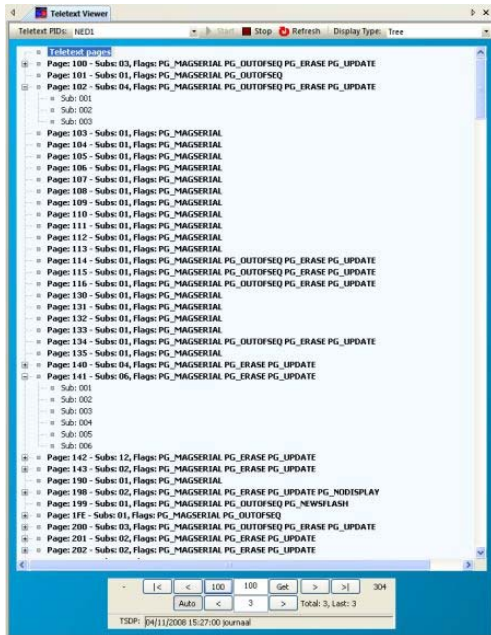 Teletext Viewer
Teletext PIDs: NED1 Start Stop Refresh Display Type: Tree
Teletext pages
Page: 100 - Subs: 03, Flags: PG_MAGSERIAL PG_OUTOFSEQ PG_ERASE PG_UPDATE
Page: 101 - Subs: 01, Flags: PG_MAGSERIAL PG_OUTOFSEQ
Page: 102 - Subs: 04, Flags: PG_MAGSERIAL PG_OUTOFSEQ PG_ERASE PG_UPDATE
Sub: 001
Sub: 002
Sub: 003
Page: 103 - Subs: 01, Flags: PG_MAGSERIAL
Page: 104 - Subs: 01, Flags: PG_MAGSERIAL
Page: 105 - Subs: 01, Flags: PG_MAGSERIAL
Page: 106 - Subs: 01, Flags: PG_MAGSERIAL
Page: 107 - Subs: 01, Flags: PG_MAGSERIAL
Page: 108 - Subs: 01, Flags: PG_MAGSERIAL
Page: 109 - Subs: 01, Flags: PG_MAGSERIAL
Page: 110 - Subs: 01, Flags: PG_MAGSERIAL
Page: 111 - Subs: 01, Flags: PG_MAGSERIAL
Page: 112 - Subs: 01, Flags: PG_MAGSERIAL
Page: 113 - Subs: 01, Flags: PG_MAGSERIAL
Page: 114 - Subs: 01, Flags: PG_MAGSERIAL PG_OUTOFSEQ PG_ERASE PG_UPDATE
Page: 115 - Subs: 01, Flags: PG_MAGSERIAL PG_OUTOFSEQ PG_ERASE PG_UPDATE
Page: 116 - Subs: 01, Flags: PG_MAGSERIAL PG_OUTOFSEQ PG_ERASE PG_UPDATE
Page: 130 - Subs: 01, Flags: PG_MAGSERIAL
Page: 131 - Subs: 01, Flags: PG_MAGSERIAL
Page: 132 - Subs: 01, Flags: PG_MAGSERIAL
Page: 133 - Subs: 01, Flags: PG_MAGSERIAL
Page: 134 - Subs: 01, Flags: PG_MAGSERIAL PG_OUTOFSEQ PG_ERASE PG_UPDATE
Page: 135 - Subs: 01, Flags: PG_MAGSERIAL
Page: 140 - Subs: 04, Flags: PG_MAGSERIAL PG_ERASE PG_UPDATE
Page: 141 - Subs: 06, Flags: PG_MAGSERIAL PG_ERASE PG_UPDATE
Sub: 001
Sub: 002
Sub: 003
Sub: 004
Sub: 005
Sub: 006
Page: 142 - Subs: 12, Flags: PG_MAGSERIAL PG_ERASE PG_UPDATE
Page: 143 - Subs: 02, Flags: PG_MAGSERIAL PG_ERASE PG_UPDATE
Page: 190 - Subs: 01, Flags: PG_MAGSERIAL
Page: 198 - Subs: 02, Flags: PG_MAGSERIAL PG_ERASE PG_UPDATE PG_NODISPLAY
Page: 199 - Subs: 01, Flags: PG_MAGSERIAL PG_OUTOFSEQ PG_NEWSFLASH
Page: 1FE - Subs: 01, Flags: PG_MAGSERIAL PG_OUTOFSEQ
Page: 200 - Subs: 03, Flags: PG_MAGSERIAL PG_OUTOFSEQ PG_ERASE PG_UPDATE
Page: 201 - Subs: 02, Flags: PG_MAGSERIAL PG_ERASE PG_UPDATE
Page: 202 - Subs: 02, Flags: PG_MAGSERIAL PG_ERASE PG_UPDATE
- |< < 100 100 Get > >| 304
Auto < 3 > Total: 3, Last: 3
TSDP: 04/11/2008 15:27:00 journaal